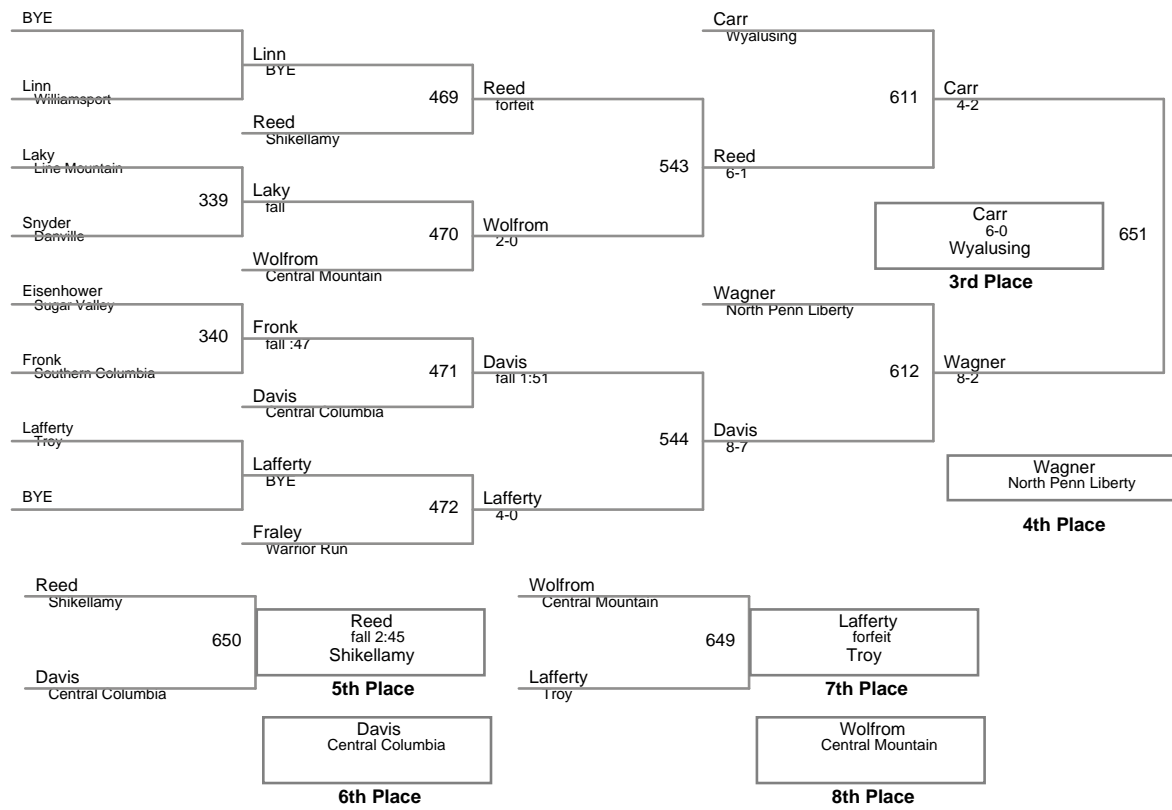 BYE
Linn
Williamsport
Laky
Line Mountain
Snyder
Danville
Eisenhower
Sugar Valley
Fronk
Southern Columbia
Lafferty
Troy
BYE
Linn
BYE
Reed
Shikellamy
339
Laky
fall
Wolfrom
Central Mountain
340
Fronk
fall :47
Davis
Central Columbia
Lafferty
BYE
Fraley
Warrior Run
469
Reed
forfeit
470
Wolfrom
2-0
471
Davis
fall 1:51
472
Lafferty
4-0
Carr
Wyalusing
543
Reed
6-1
Wagner
North Penn Liberty
544
Davis
8-7
611
Carr
4-2
612
Wagner
8-2
651
Carr
6-0
Wyalusing
3rd Place
Wagner
North Penn Liberty
4th Place
Reed
Shikellamy
Davis
Central Columbia
650
Reed
fall 2:45
Shikellamy
5th Place
Davis
Central Columbia
6th Place
Wolfrom
Central Mountain
Lafferty
Troy
649
Lafferty
forfeit
Troy
7th Place
Wolfrom
Central Mountain
8th Place